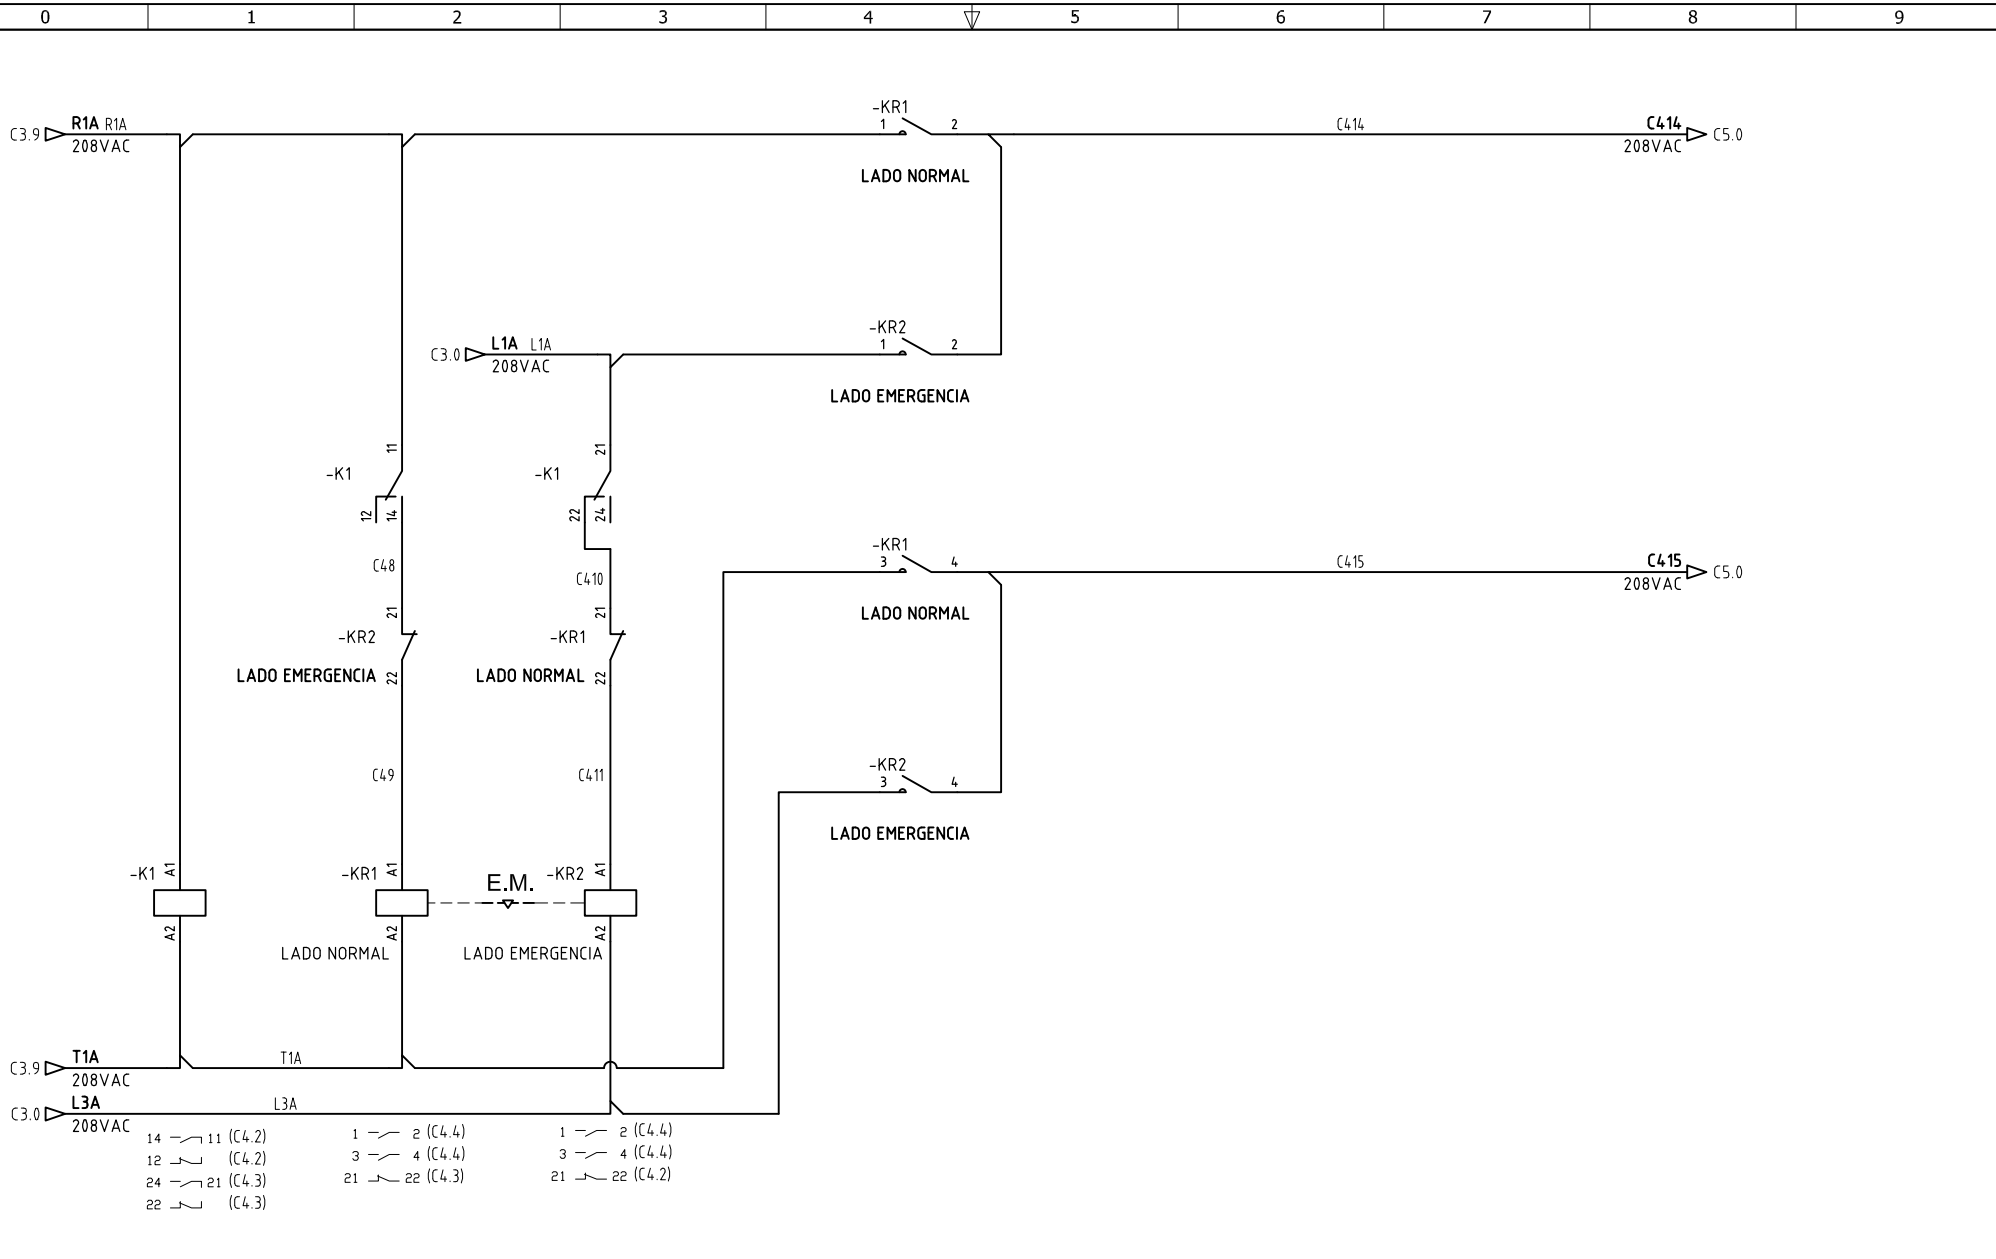 0 1 2 3 4 5 6 7 8 9
-KR1
C3.9 R1A R1A 1 2 C414 C414 C5.0
208VAC 208VAC
LADO NORMAL
-KR2
C3.0 L1A L1A 1 2
208VAC
LADO EMERGENCIA
11 21
-K1 -K1
12 14 22 24
-KR1
C48 3 4 C415 C415 C5.0
C410 208VAC
21 21 LADO NORMAL
-KR2 -KR1
LADO EMERGENCIA 22 LADO NORMAL 22
-KR2
C49 C411 3 4
LADO EMERGENCIA
-K1 A1 -KR1 A1 E.M. -KR2 A1
A2 A2 A2
LADO NORMAL LADO EMERGENCIA
C3.9 T1A T1A
208VAC
C3.0 L3A L3A
208VAC
14 11 (C4.2) 1 2 (C4.4) 1 2 (C4.4)
12 (C4.2) 3 4 (C4.4) 3 4 (C4.4)
24 21 (C4.3) 21 22 (C4.3) 21 22 (C4.2)
22 (C4.3)